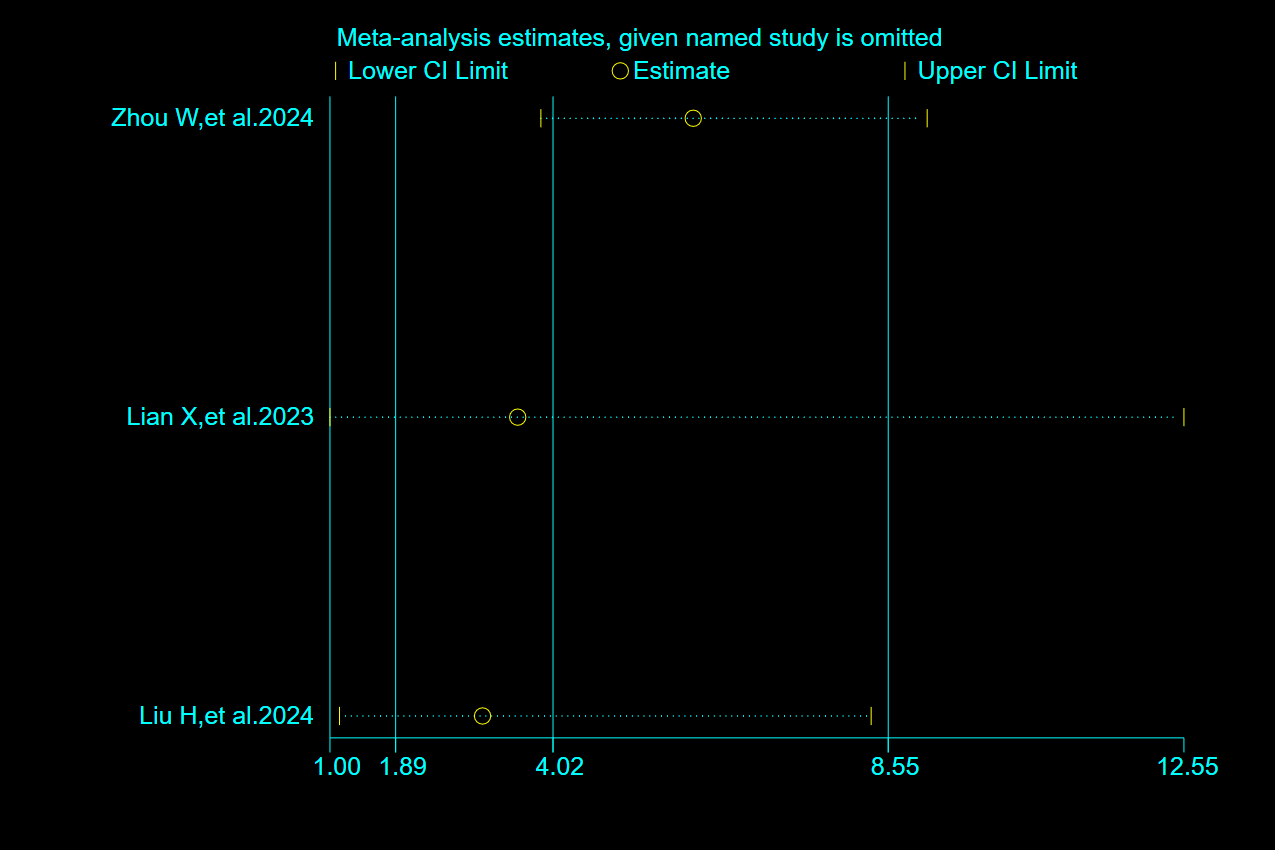 Meta-analysis estimates, given named study is omitted
Lower CI Limit Estimate Upper CI Limit
Zhou W,et al.2024
Lian X,et al.2023
Liu H,et al.2024
1.00 1.89 4.02 8.55 12.55